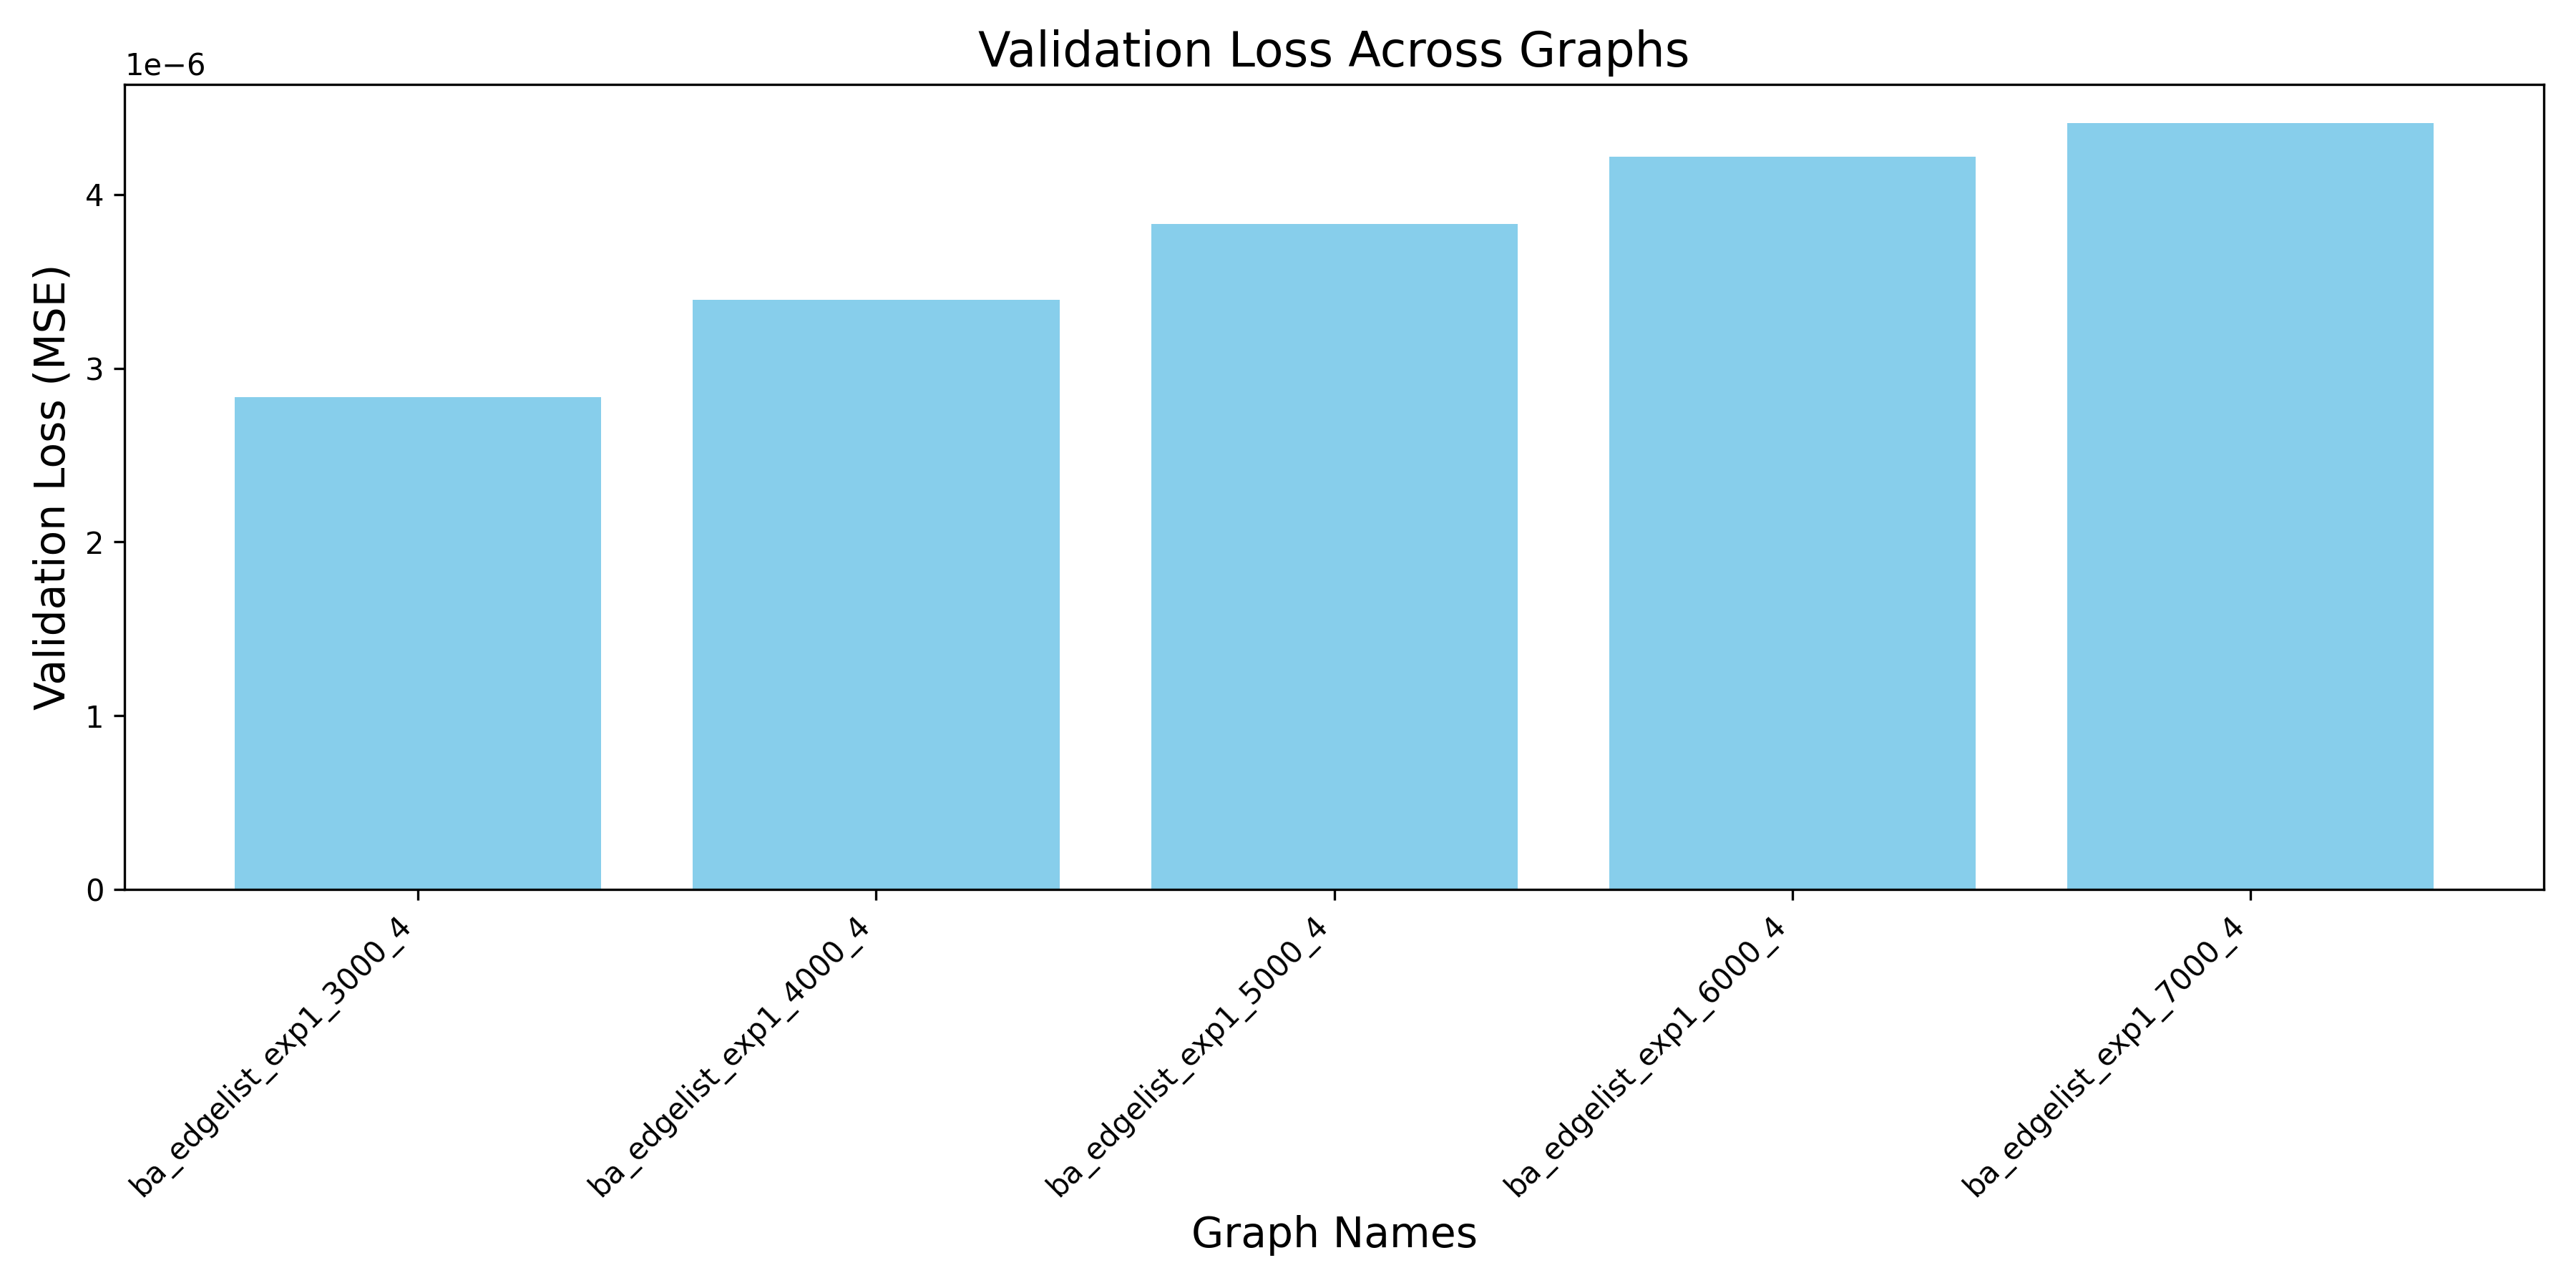 Validation Loss Across Graphs
1e−6
Validation Loss (MSE)
4
3
2
1
0
ba_edgelist_exp1_3000_4
ba_edgelist_exp1_4000_4
ba_edgelist_exp1_5000_4
ba_edgelist_exp1_6000_4
ba_edgelist_exp1_7000_4
Graph Names